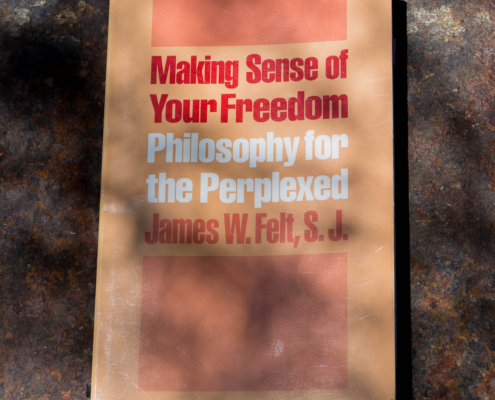 Making Sense of
Your Freedom
Philosophy for
the Perplexed
James W. Felt, S. J.